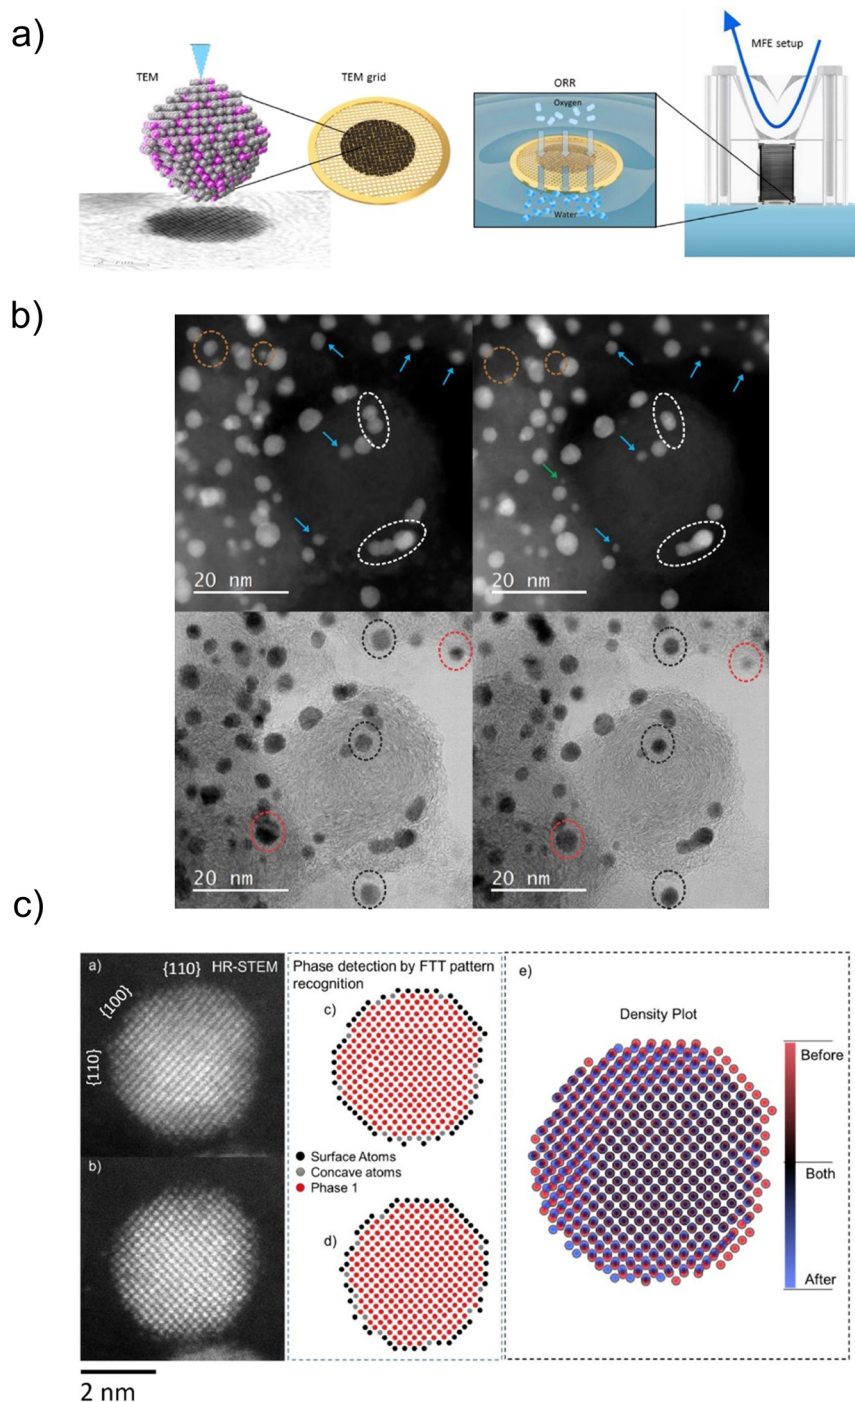 a)
TEM
TEM grid
ORR
Oxygen
Water
MFE setup
b)
20 nm
20 nm
20 nm
20 nm
c)
a)
{110}
HR-STEM
{100}
{110}
b)
2 nm
Phase detection by FTT pattern
recognition
c)
Surface Atoms
Concave atoms
Phase 1
d)
e)
Density Plot
Before
Both
After